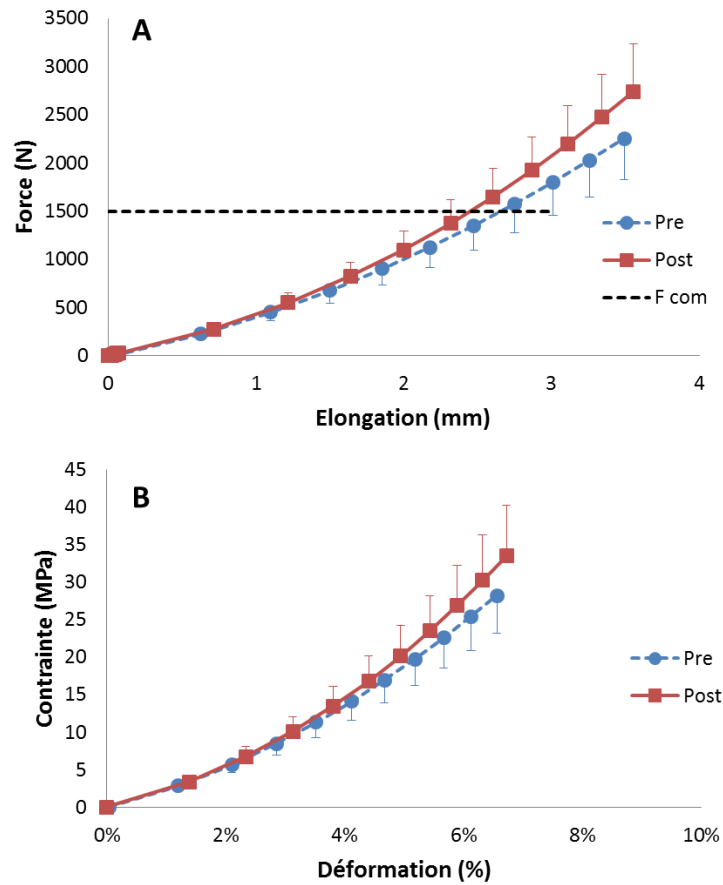 A
3500
3000
2500
2000
1500
1000
500
0
Force (N)
0 1 2 3 4
Elongation (mm)
Pre
Post
F com
B
45
40
35
30
25
20
15
10
5
0
Contrainte (MPa)
0% 2% 4% 6% 8% 10%
Déformation (%)
Pre
Post